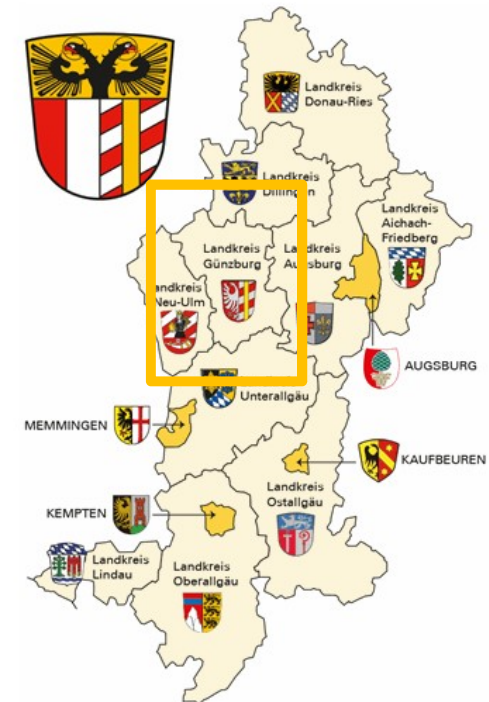 Landkreis
Donau-Ries
Landkreis
Dillingen
Landkreis
Aichach-
Friedberg
Landkreis
Günzburg
Landkreis
Augsburg
Landkreis
Neu-Ulm
AUGSBURG
Unterallgäu
MEMMINGEN
KAUFBEUREN
Landkreis
Ostallgäu
KEMPTEN
Landkreis
Lindau
Landkreis
Oberallgäu